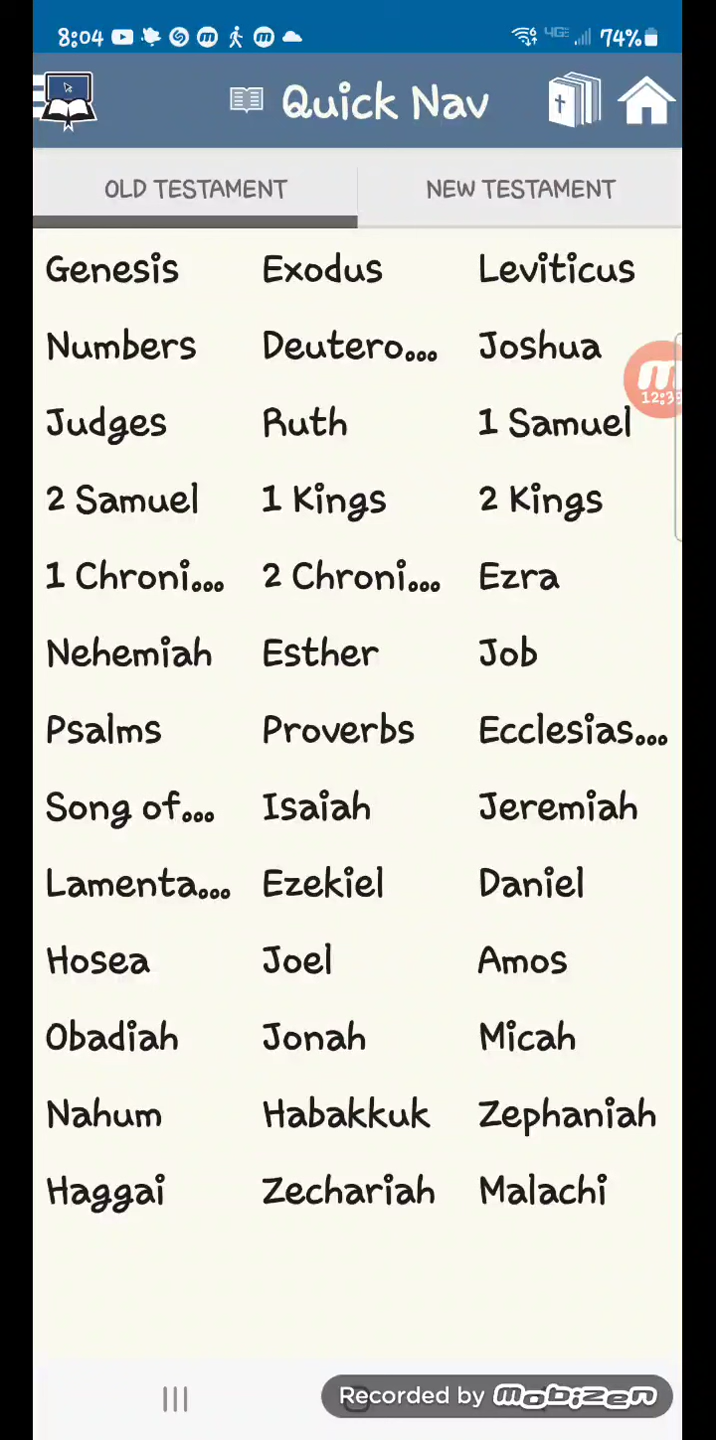 8:04 74%
Quick Nav
OLD TESTAMENT NEW TESTAMENT
Genesis Exodus Leviticus
Numbers Deutero... Joshua
12:3
Judges Ruth 1 Samuel
2 Samuel 1 Kings 2 Kings
1 Chroni... 2 Chroni... Ezra
Nehemiah Esther Job
Psalms Proverbs Ecclesias...
Song of... Isaiah Jeremiah
Lamenta... Ezekiel Daniel
Hosea Joel Amos
Obadiah Jonah Micah
Nahum Habakkuk Zephaniah
Haggai Zechariah Malachi
Recorded by mobizen